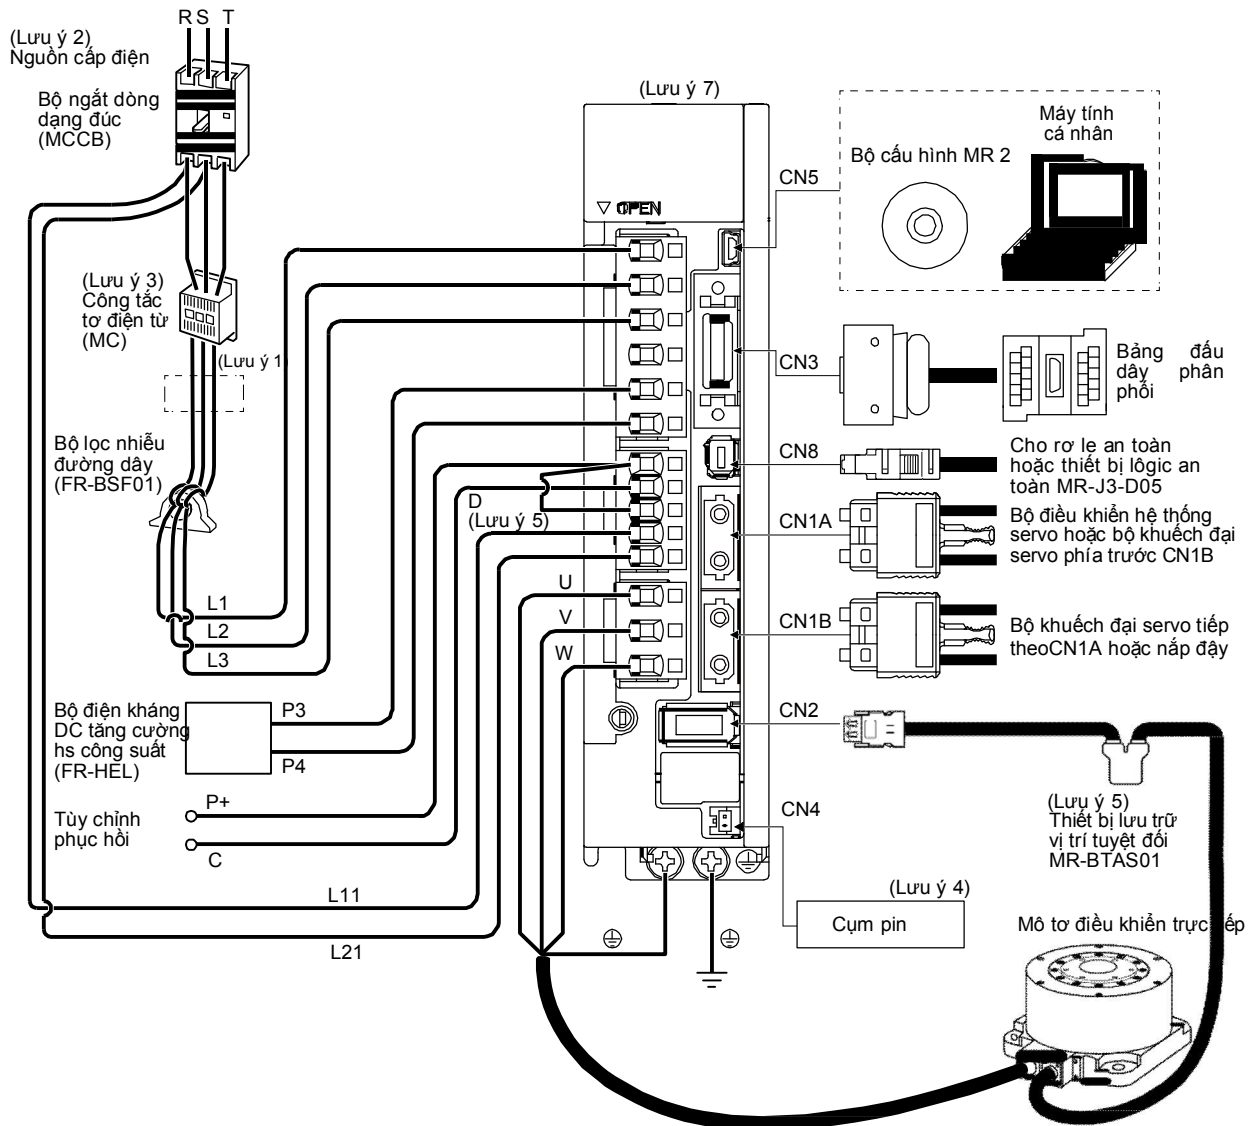 R S T
(Lưu ý 2)
Nguồn cấp điện
Bộ ngắt dòng
dạng đúc
(MCCB)
(Lưu ý 7)
Máy tính
cá nhân
Bộ cấu hình MR 2
CN5
▽ OPEN
(Lưu ý 3)
Công tắc
tơ điện từ
(MC)
(Lưu ý 1)
CN3
Bảng đấu
dây phân
phối
Bộ lọc nhiễu
đường dây
(FR-BSF01)
CN8
Cho rơ le an toàn
hoặc thiết bị lôgic an
toàn MR-J3-D05
D
(Lưu ý 5)
CN1A
Bộ điều khiển hệ thống
servo hoặc bộ khuếch đại
servo phía trước CN1B
U
V
W
L1
L2
L3
CN1B
Bộ khuếch đại servo tiếp
theoCN1A hoặc nắp đậy
Bộ điện kháng
DC tăng cường
hs công suất
(FR-HEL)
P3
P4
CN2
Tùy chỉnh
phục hồi
P+
C
CN4
(Lưu ý 5)
Thiết bị lưu trữ
vị trí tuyệt đối
MR-BTAS01
L11
L21
(Lưu ý 4)
Cụm pin
Mô tơ điều khiển trực tiếp